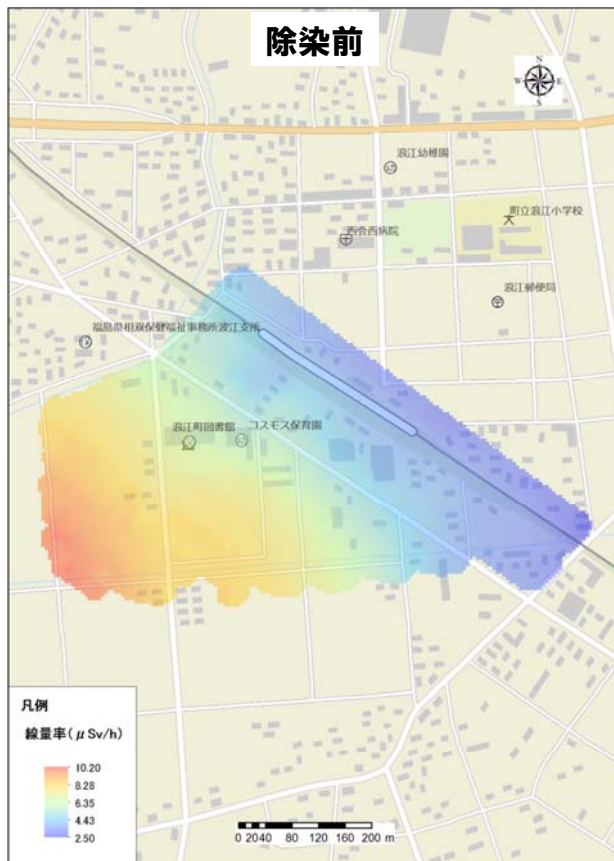 除染前
N
W E
S
浪江幼稚園
町立浪江小学校
西会西病院
浪江郵便局
福島県相双保健福祉事務所浪江支所
浪江町図書館
コスモス保育園
凡例
線量率(μSv/h)
10.20
8.28
6.35
4.43
2.50
0 20 40 80 120 160 200 m